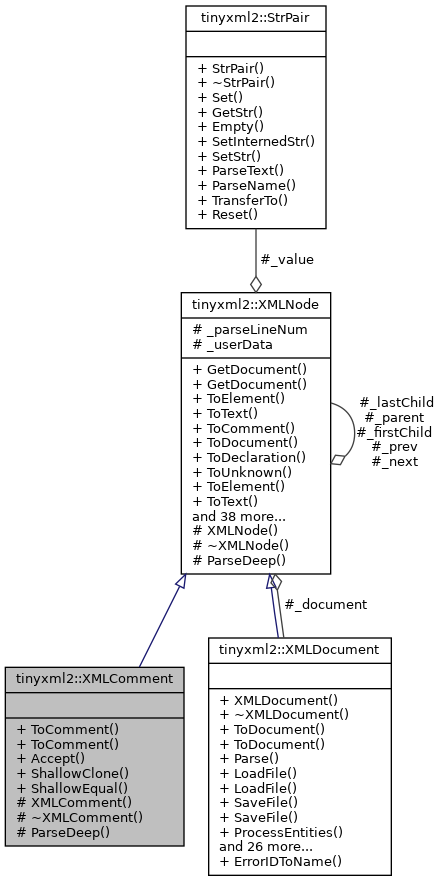 tinyxml2::StrPair
+ StrPair()
+ ~StrPair()
+ Set()
+ GetStr()
+ Empty()
+ SetInternedStr()
+ SetStr()
+ ParseText()
+ ParseName()
+ TransferTo()
+ Reset()
#_value
tinyxml2::XMLNode
# _parseLineNum
# _userData
+ GetDocument()
+ GetDocument()
+ ToElement()
+ ToText()
+ ToComment()
+ ToDocument()
+ ToDeclaration()
+ ToUnknown()
+ ToElement()
+ ToText()
and 38 more...
# XMLNode()
# ~XMLNode()
# ParseDeep()
#_lastChild
#_parent
#_firstChild
#_prev
#_next
#_document
tinyxml2::XMLComment
+ ToComment()
+ ToComment()
+ Accept()
+ ShallowClone()
+ ShallowEqual()
# XMLComment()
# ~XMLComment()
# ParseDeep()
tinyxml2::XMLDocument
+ XMLDocument()
+ ~XMLDocument()
+ ToDocument()
+ ToDocument()
+ Parse()
+ LoadFile()
+ LoadFile()
+ SaveFile()
+ SaveFile()
+ ProcessEntities()
and 26 more...
+ ErrorIDToName()